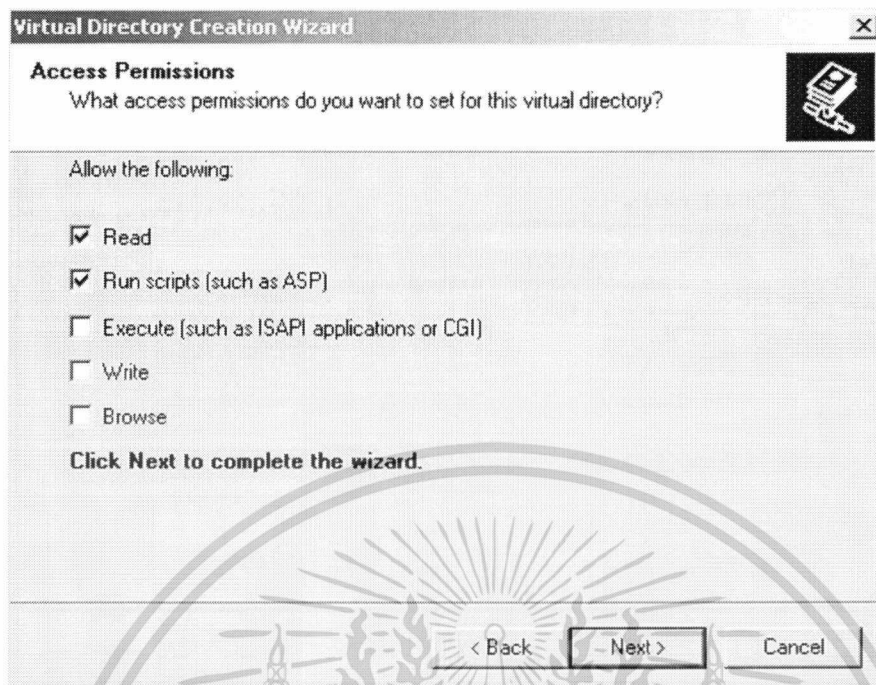 Virtual Directory Creation Wizard
Access Permissions
What access permissions do you want to set for this virtual directory?
Allow the following:
Read
Run scripts (such as ASP)
Execute (such as ISAPI applications or CGI)
Write
Browse
Click Next to complete the wizard.
< Back
Next >
Cancel